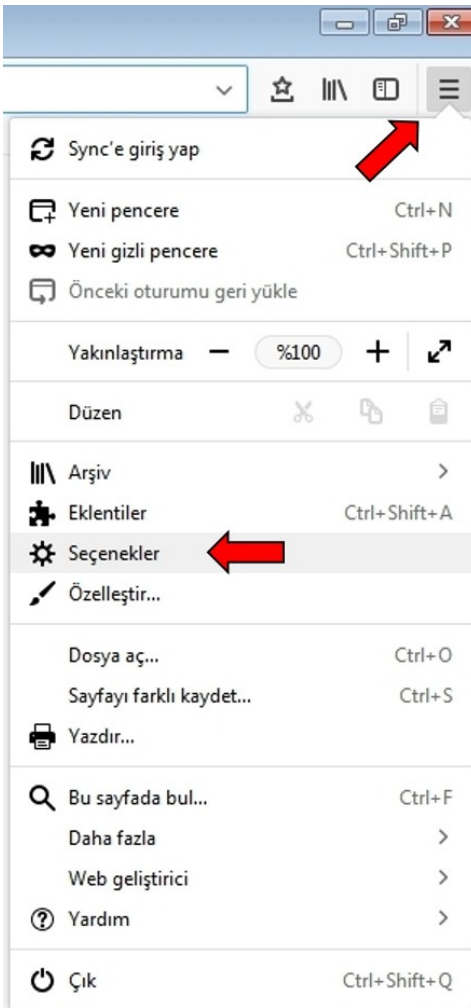 Sync’e giriş yap
Yeni pencere Ctrl+N
Yeni gizli pencere Ctrl+Shift+P
Önceki oturumu geri yükle
Yakınlaştırma %100
Düzen
Arşiv
Eklentiler Ctrl+Shift+A
Seçenekler
Özelleştir...
Dosya aç... Ctrl+O
Sayfayı farklı kaydet... Ctrl+S
Yazdır...
Bu sayfada bul... Ctrl+F
Daha fazla
Web geliştirici
Yardım
Çık Ctrl+Shift+Q